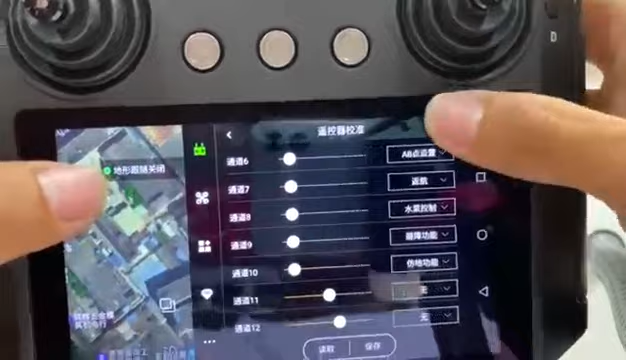 遥控器校准
地形跟随关闭
通道6 AB点设置
通道7 返航
通道8 水泵控制
通道9 避障功能
通道10 仿地功能
通道11 无
通道12 无
读取 保存